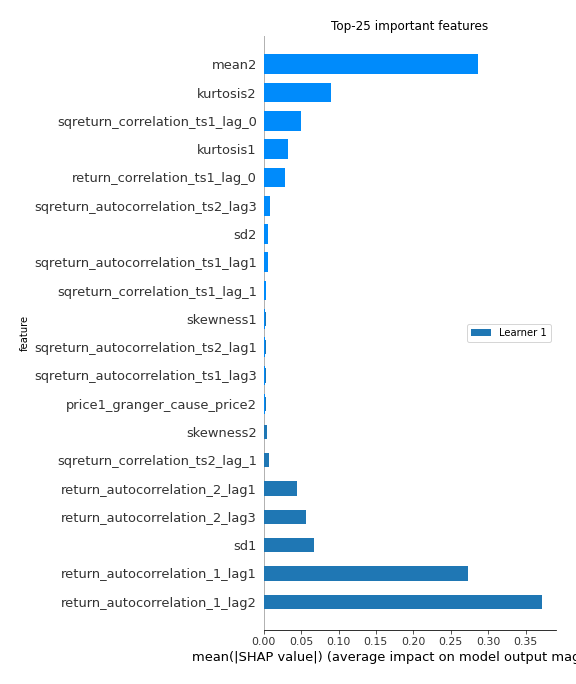 Top-25 important features
mean2
kurtosis2
sqreturn_correlation_ts1_lag_0
kurtosis1
return_correlation_ts1_lag_0
sqreturn_autocorrelation_ts2_lag3
sd2
sqreturn_autocorrelation_ts1_lag1
sqreturn_correlation_ts1_lag_1
skewness1
sqreturn_autocorrelation_ts2_lag1
sqreturn_autocorrelation_ts1_lag3
price1_granger_cause_price2
skewness2
sqreturn_correlation_ts2_lag_1
return_autocorrelation_2_lag1
return_autocorrelation_2_lag3
sd1
return_autocorrelation_1_lag1
return_autocorrelation_1_lag2
feature
Learner 1
0.00 0.05 0.10 0.15 0.20 0.25 0.30 0.35
mean(|SHAP value|) (average impact on model output mag